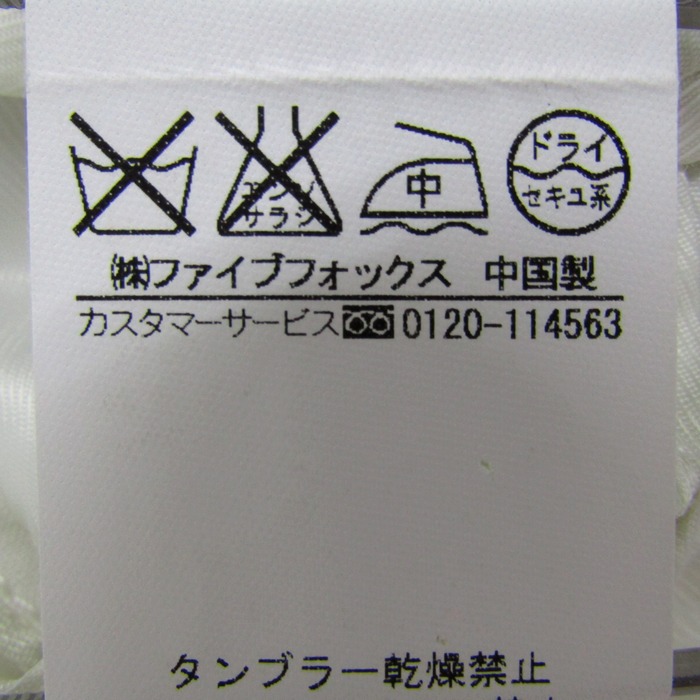 エンソ
サラシ
中
ドライ
セキユ系
㈱ファイブフォックス 中国製
カスタマーサービス 0120-114563
タンブラー乾燥禁止